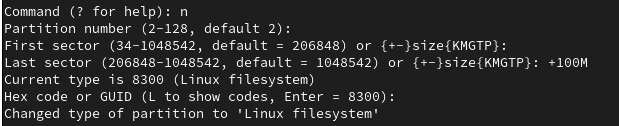 Command (? for help): n
Partition number (2-128, default 2):
First sector (34-1048542, default = 206848) or {+-}size{KMGTP}:
Last sector (206848-1048542, default = 1048542) or {+-}size{KMGTP}: +100M
Current type is 8300 (Linux filesystem)
Hex code or GUID (L to show codes, Enter = 8300):
Changed type of partition to 'Linux filesystem'